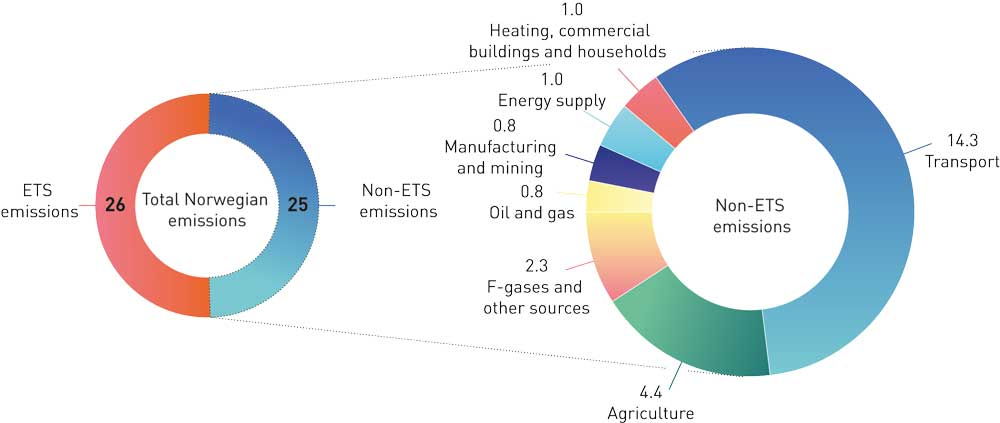 ETS
emissions
26
Total Norwegian
emissions
25
Non-ETS
emissions
1.0
Heating, commercial
buildings and households
1.0
Energy supply
0.8
Manufacturing
and mining
0.8
Oil and gas
2.3
F-gases and
other sources
4.4
Agriculture
Non-ETS
emissions
14.3
Transport